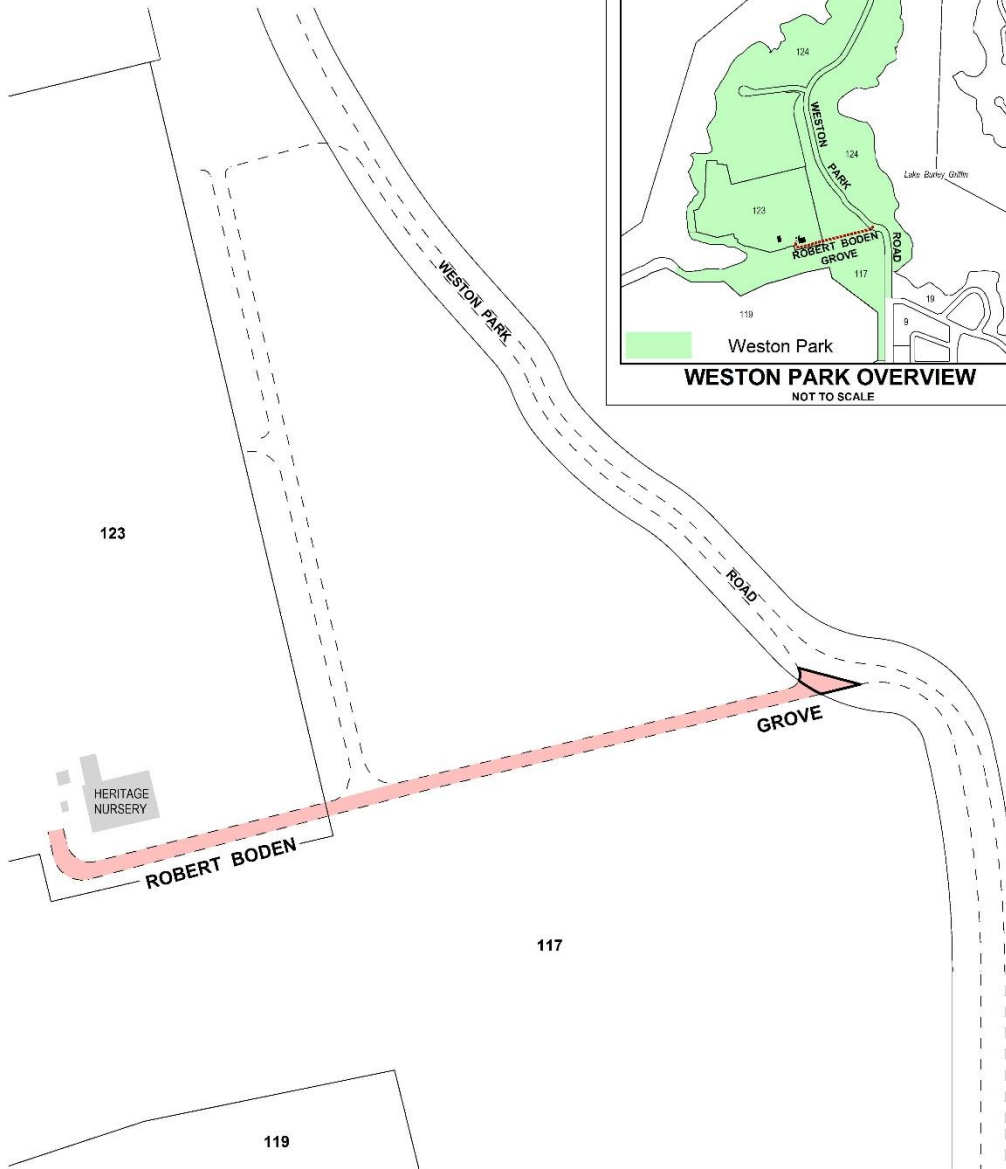 124
WESTON
PARK
124
Lake Burley Griffin
123
ROBERT BODEN
GROVE
ROAD
117
119
19
9
Weston Park
WESTON PARK OVERVIEW
NOT TO SCALE
WESTON PARK
ROAD
123
GROVE
HERITAGE
NURSERY
ROBERT BODEN
117
119